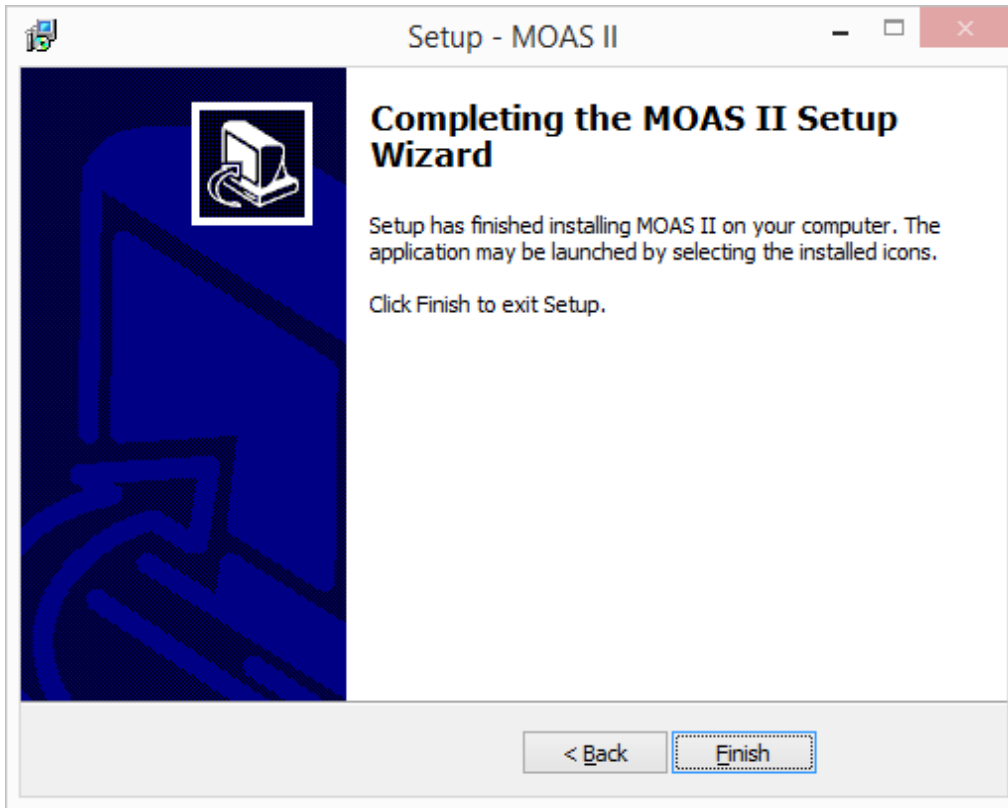 Setup - MOAS II
Completing the MOAS II Setup
Wizard
Setup has finished installing MOAS II on your computer. The
application may be launched by selecting the installed icons.
Click Finish to exit Setup.
< Back
Finish